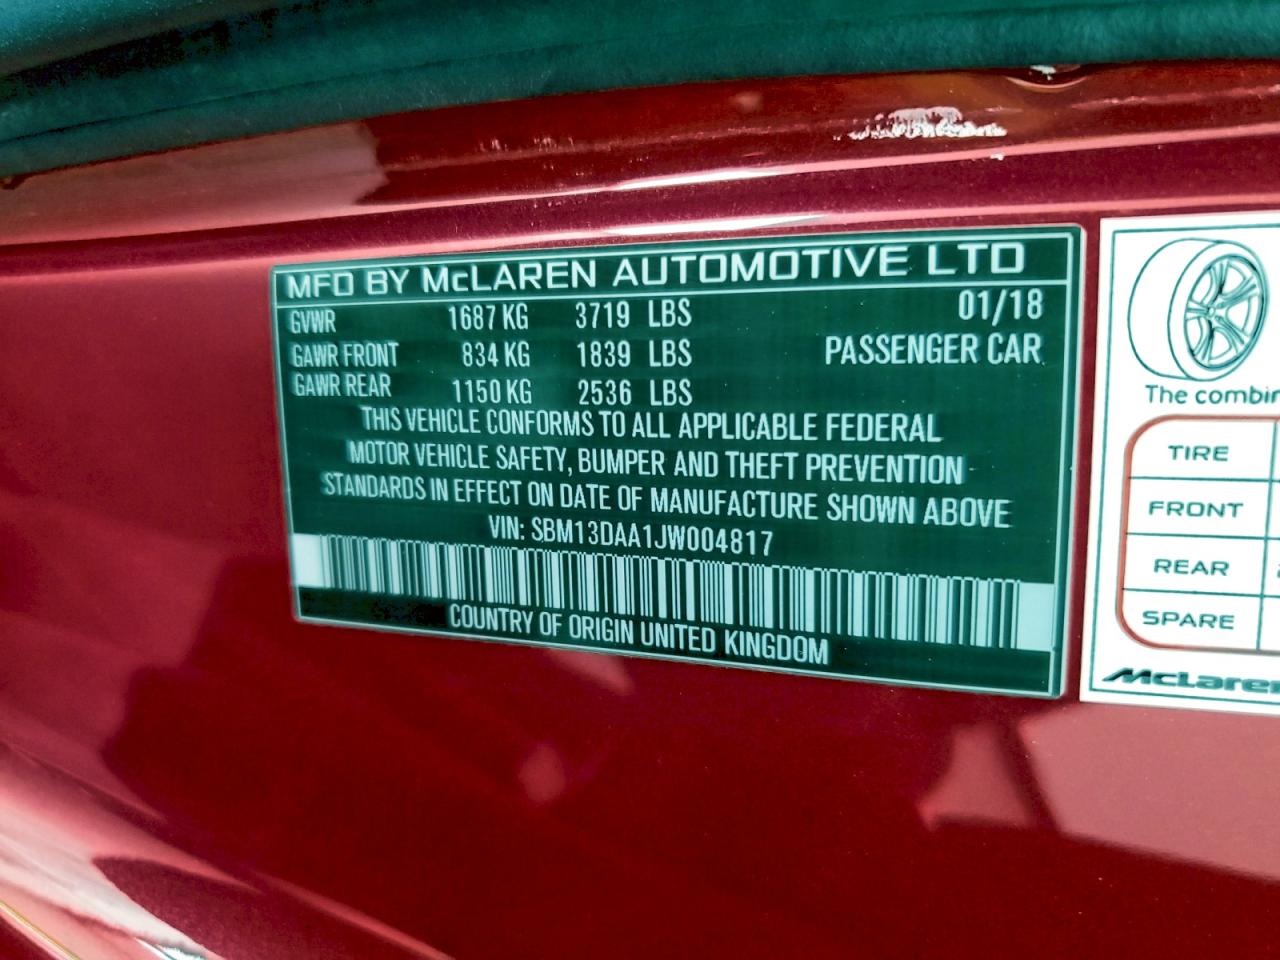 MFD BY McLAREN AUTOMOTIVE LTD
GVWR 1687 KG 3719 LBS 01/18
GAWR FRONT 834 KG 1839 LBS PASSENGER CAR
GAWR REAR 1150 KG 2536 LBS
THIS VEHICLE CONFORMS TO ALL APPLICABLE FEDERAL
MOTOR VEHICLE SAFETY, BUMPER AND THEFT PREVENTION
STANDARDS IN EFFECT ON DATE OF MANUFACTURE SHOWN ABOVE
VIN: SBM13DAA1JW004817
COUNTRY OF ORIGIN UNITED KINGDOM
The combin
TIRE
FRONT
REAR
SPARE
McLaren